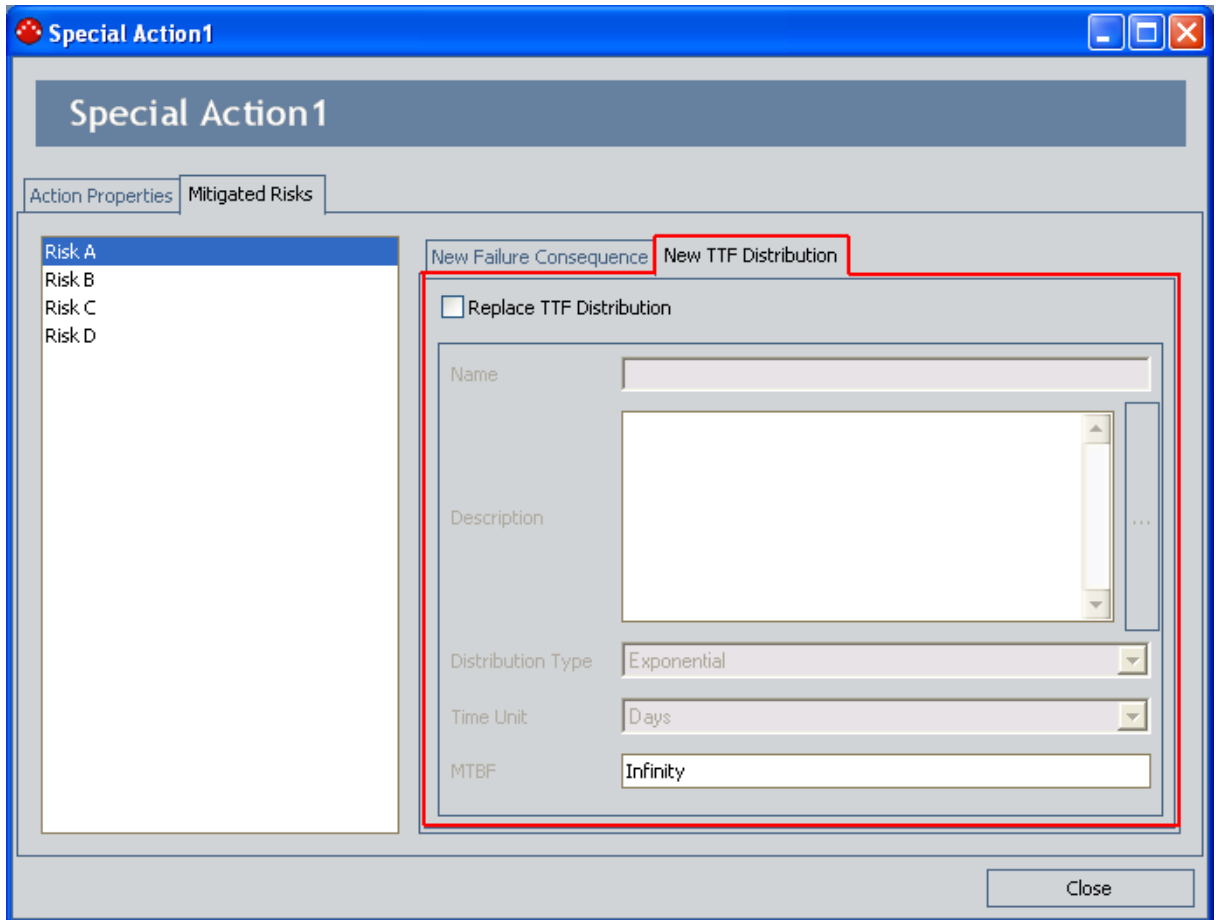 Special Action1
Special Action1
Action Properties Mitigated Risks
Risk A
Risk B
Risk C
Risk D
New Failure Consequence New TTF Distribution
Replace TTF Distribution
Name
Description
...
Distribution Type Exponential
Time Unit Days
MTBF Infinity
Close